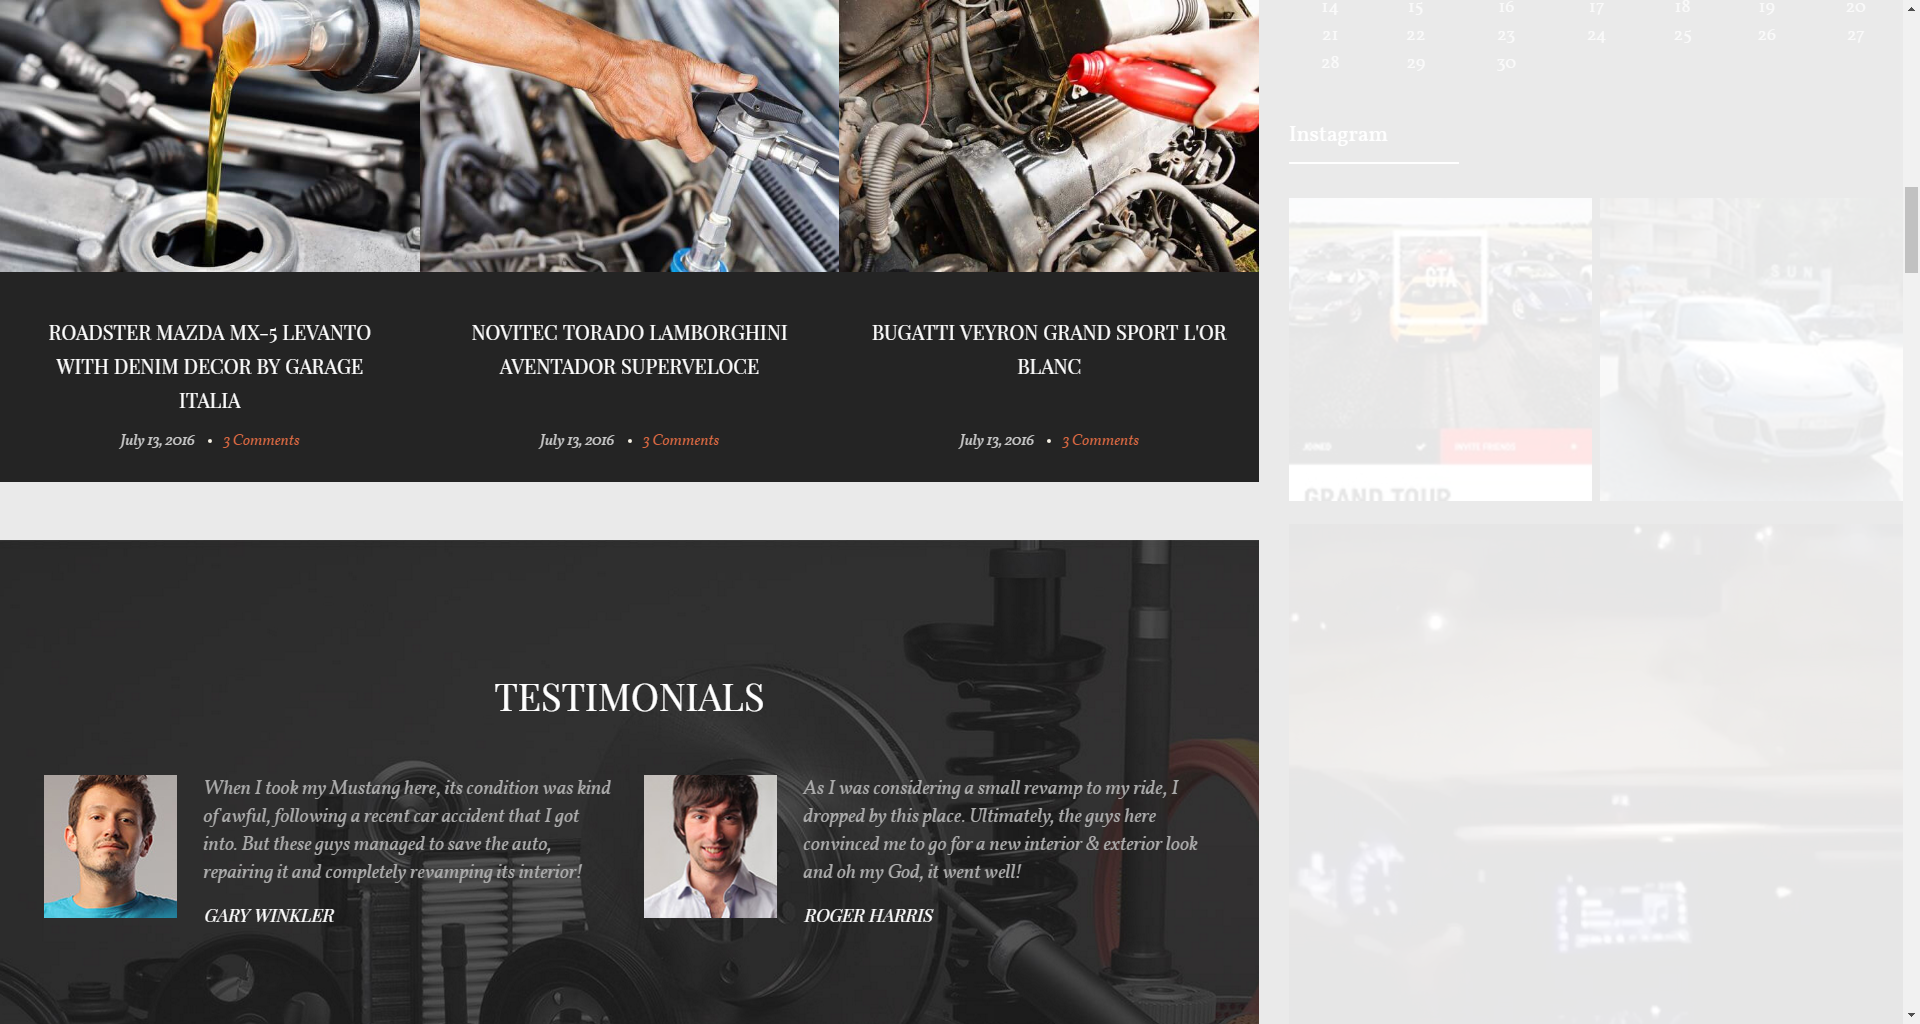 ROADSTER MAZDA MX-5 LEVANTO
WITH DENIM DECOR BY GARAGE
ITALIA
July 13, 2016 • 3 Comments
NOVITEC TORADO LAMBORGHINI
AVENTADOR SUPERVELOCE
July 13, 2016 • 3 Comments
BUGATTI VEYRON GRAND SPORT L'OR
BLANC
July 13, 2016 • 3 Comments
TESTIMONIALS
When I took my Mustang here, its condition was kind
of awful, following a recent car accident that I got
into. But these guys managed to save the auto,
repairing it and completely revamping its interior!
GARY WINKLER
As I was considering a small revamp to my ride, I
dropped by this place. Ultimately, the guys here
convinced me to go for a new interior & exterior look
and oh my God, it went well!
ROGER HARRIS
14 15 16 17 18 19 20
21 22 23 24 25 26 27
28 29 30
Instagram
GTA
JOINED
INVITE FRIENDS
GRAND TOUR
SUN